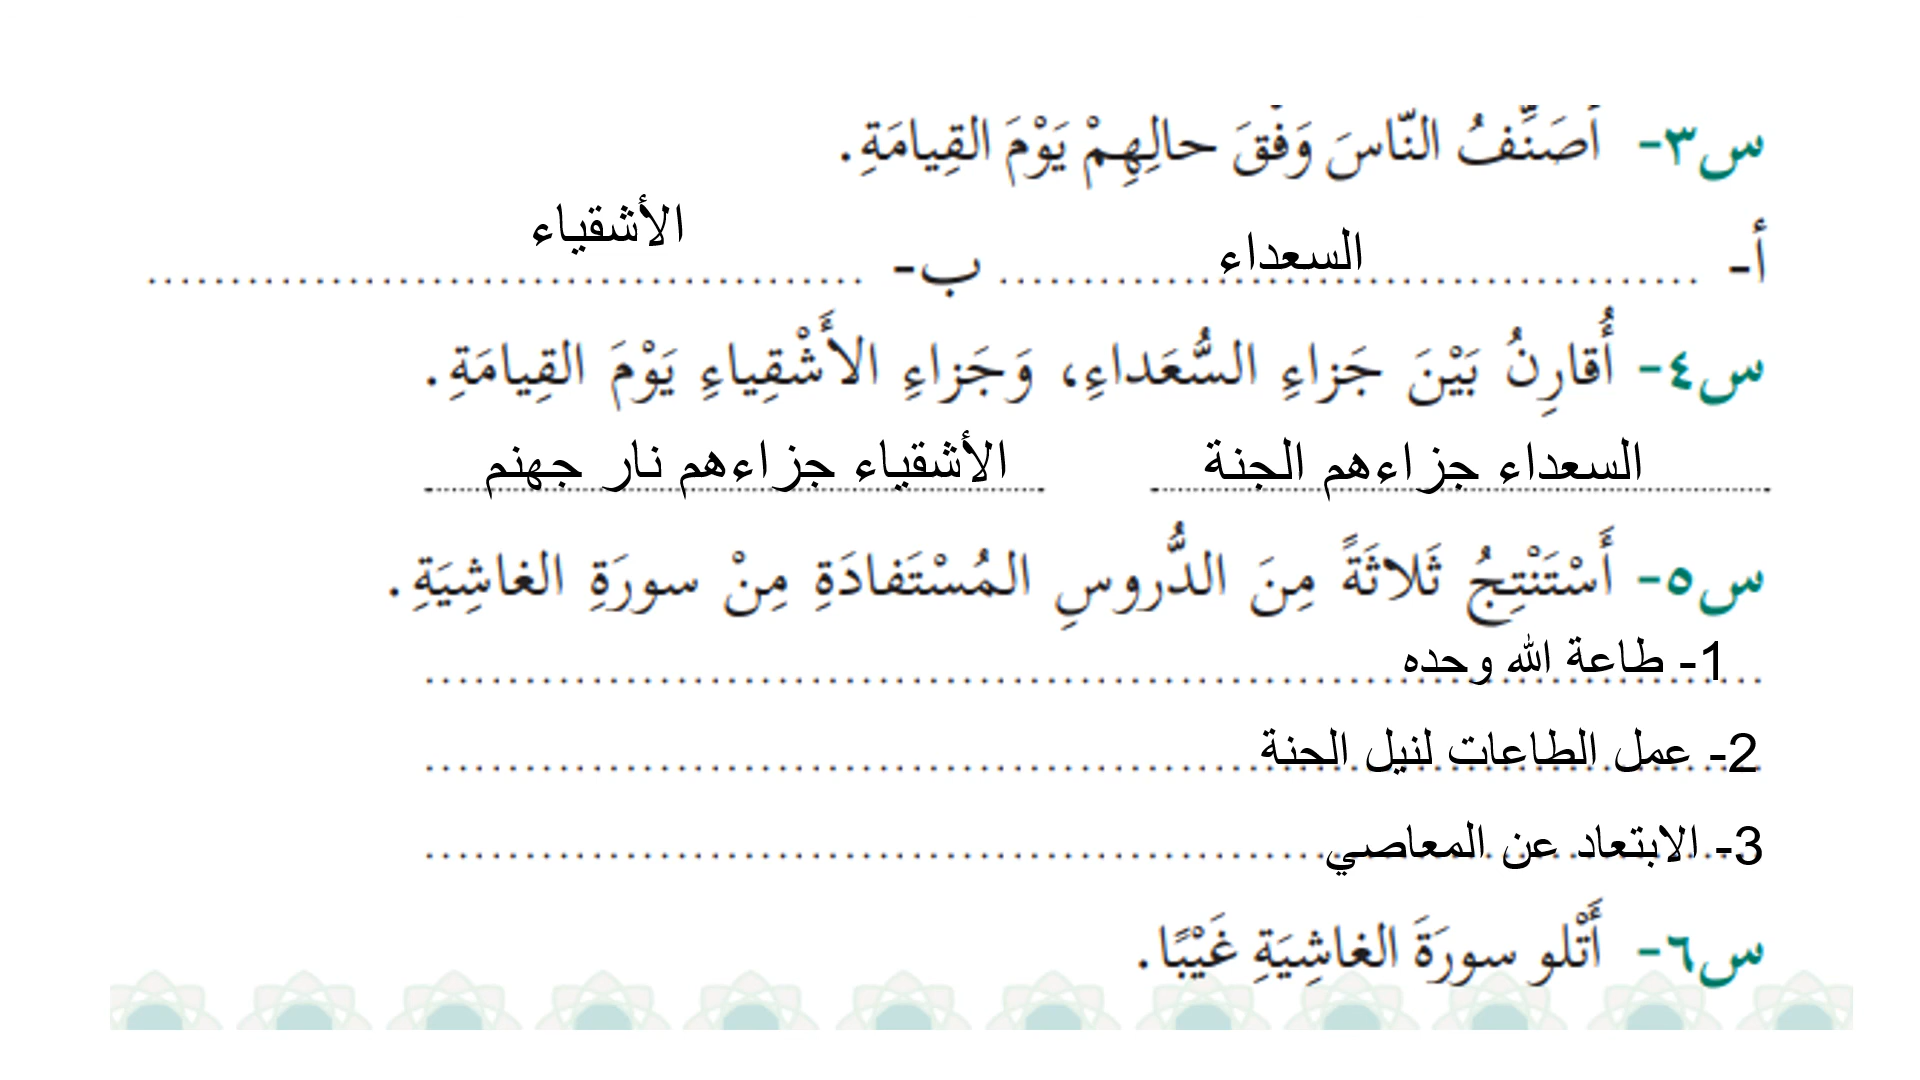 س٣- أُصَنِّفُ النّاسَ وَفْقَ حالِهِمْ يَوْمَ القِيامَةِ.
أ- السعداء ب- الأشقياء
س٤- أُقارِنُ بَيْنَ جَزاءِ السُّعَداءِ، وَجَزاءِ الأَشْقِياءِ يَوْمَ القِيامَةِ.
السعداء جزاءهم الجنة الأشقياء جزاءهم نار جهنم
س٥- أَسْتَنْتِجُ ثَلاثَةً مِنَ الدُّروسِ المُسْتَفادَةِ مِنْ سورَةِ الغاشِيَةِ.
1- طاعة الله وحده
2- عمل الطاعات لنيل الحنة
3- الابتعاد عن المعاصي
س٦- أَتْلو سورَةَ الغاشِيَةِ غَيْبًا.